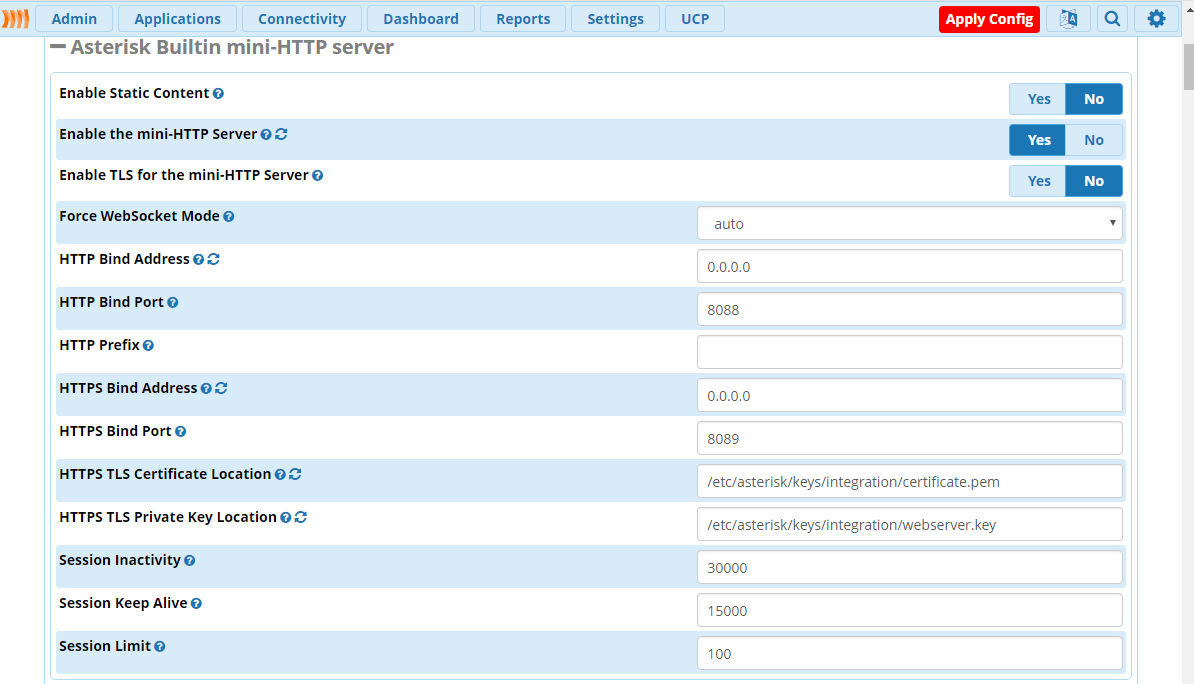 Admin Applications Connectivity Dashboard Reports Settings UCP Apply Config
Asterisk Builtin mini-HTTP server
Enable Static Content Yes No
Enable the mini-HTTP Server Yes No
Enable TLS for the mini-HTTP Server Yes No
Force WebSocket Mode auto
HTTP Bind Address 0.0.0.0
HTTP Bind Port 8088
HTTP Prefix
HTTPS Bind Address 0.0.0.0
HTTPS Bind Port 8089
HTTPS TLS Certificate Location /etc/asterisk/keys/integration/certificate.pem
HTTPS TLS Private Key Location /etc/asterisk/keys/integration/webserver.key
Session Inactivity 30000
Session Keep Alive 15000
Session Limit 100